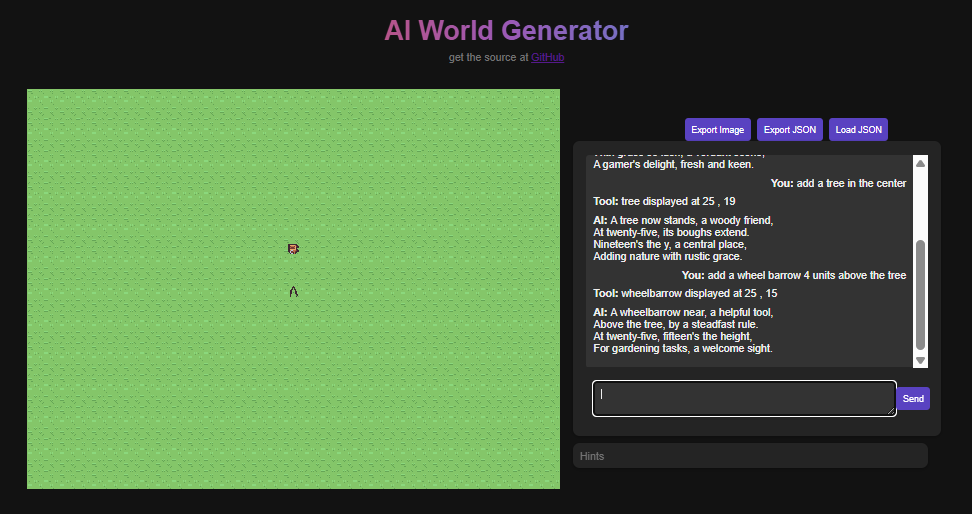 AI World Generator
get the source at GitHub
Export Image
Export JSON
Load JSON
A gamer's delight, fresh and keen.
You: add a tree in the center
Tool: tree displayed at 25 , 19
AI: A tree now stands, a woody friend,
At twenty-five, its boughs extend.
Nineteen's the y, a central place,
Adding nature with rustic grace.
You: add a wheel barrow 4 units above the tree
Tool: wheelbarrow displayed at 25 , 15
AI: A wheelbarrow near, a helpful tool,
Above the tree, by a steadfast rule.
At twenty-five, fifteen's the height,
For gardening tasks, a welcome sight.
Send
Hints